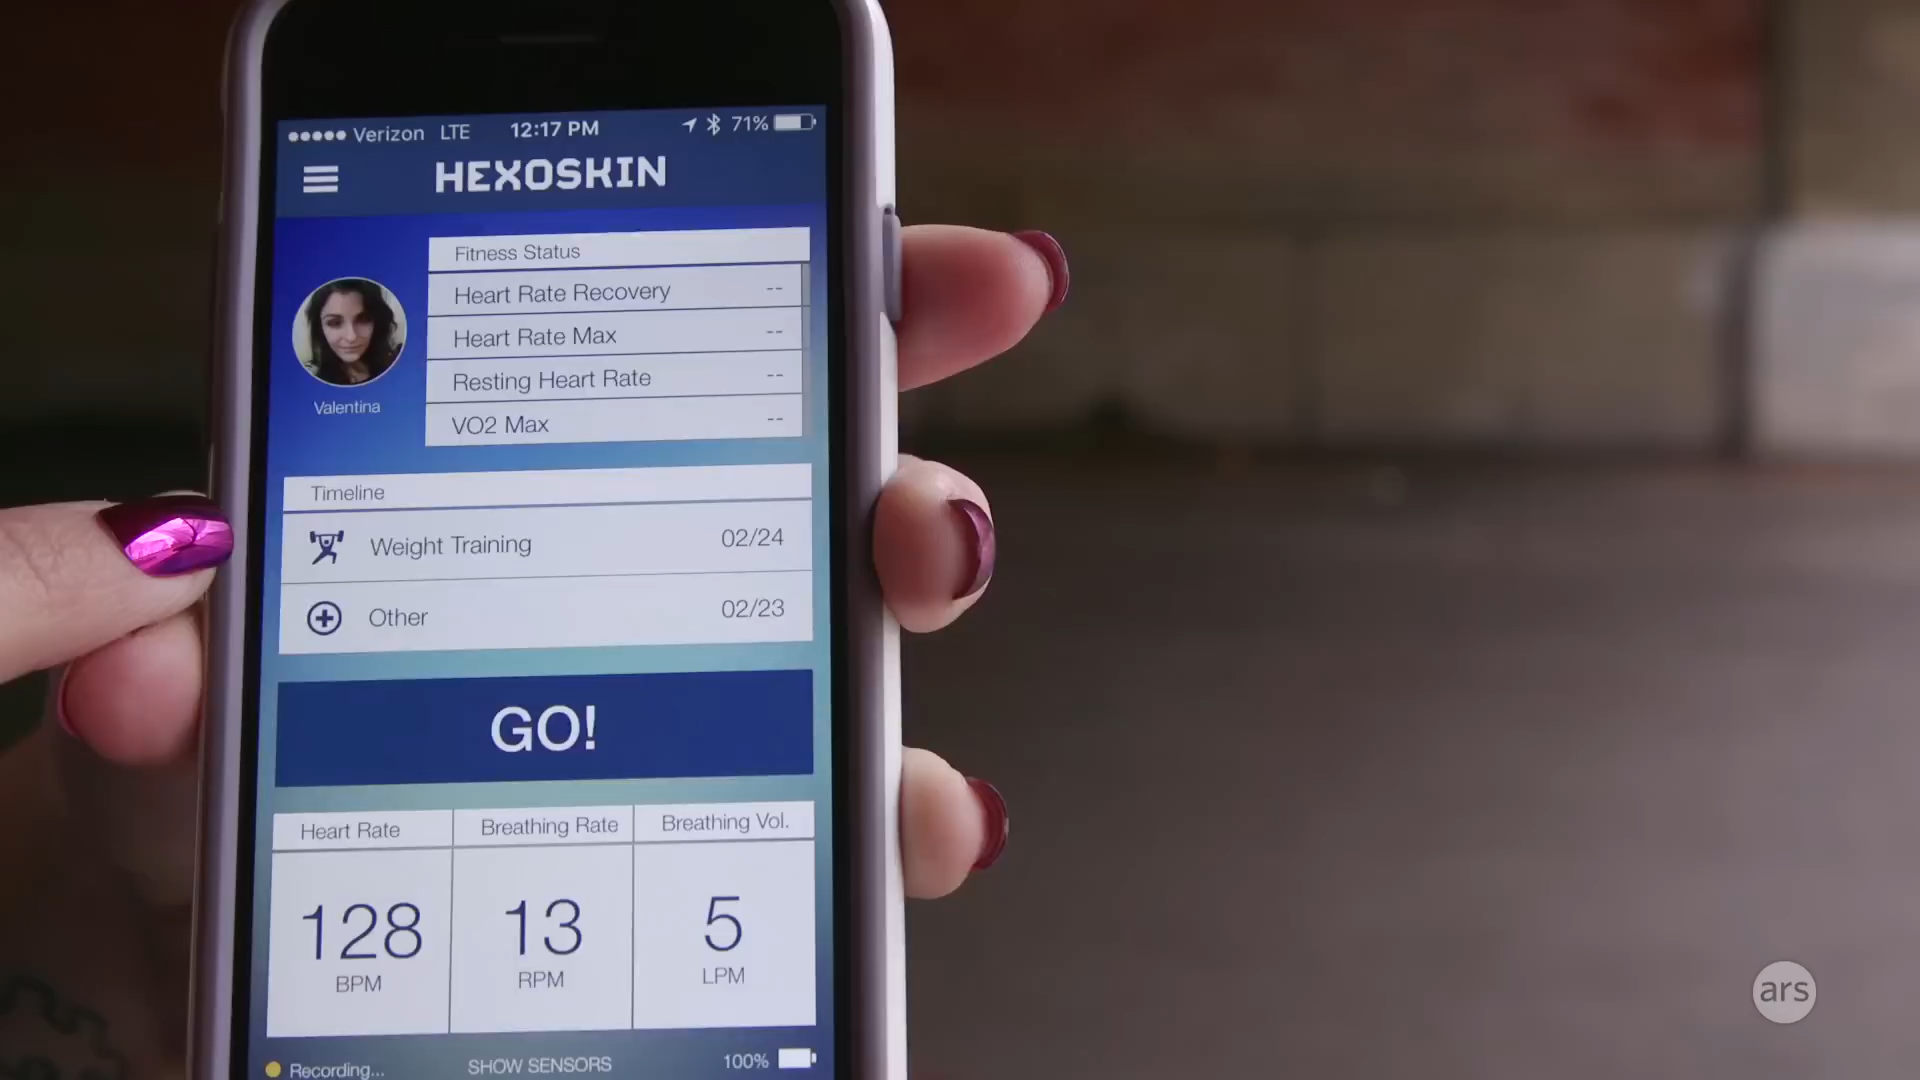 ●●●●● Verizon LTE 12:17 PM 71%
HEXOSKIN
Fitness Status
Heart Rate Recovery --
Heart Rate Max --
Resting Heart Rate --
VO2 Max --
Valentina
Timeline
Weight Training 02/24
Other 02/23
GO!
Heart Rate Breathing Rate Breathing Vol.
128 13 5
BPM RPM LPM
Recording... SHOW SENSORS 100%
ars